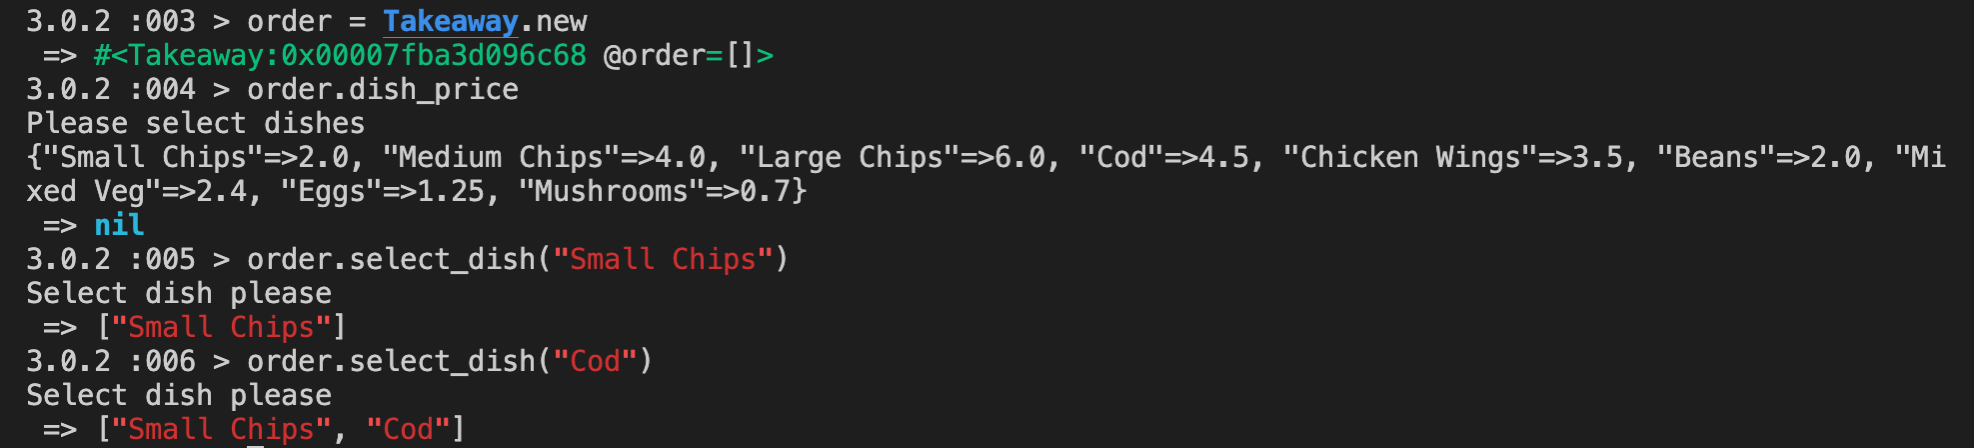 3.0.2 :003 > order = Takeaway.new
 => #<Takeaway:0x00007fba3d096c68 @order=[]>
3.0.2 :004 > order.dish_price
Please select dishes
{"Small Chips"=>2.0, "Medium Chips"=>4.0, "Large Chips"=>6.0, "Cod"=>4.5, "Chicken Wings"=>3.5, "Beans"=>2.0, "Mi
xed Veg"=>2.4, "Eggs"=>1.25, "Mushrooms"=>0.7}
 => nil
3.0.2 :005 > order.select_dish("Small Chips")
Select dish please
 => ["Small Chips"]
3.0.2 :006 > order.select_dish("Cod")
Select dish please
 => ["Small Chips", "Cod"]